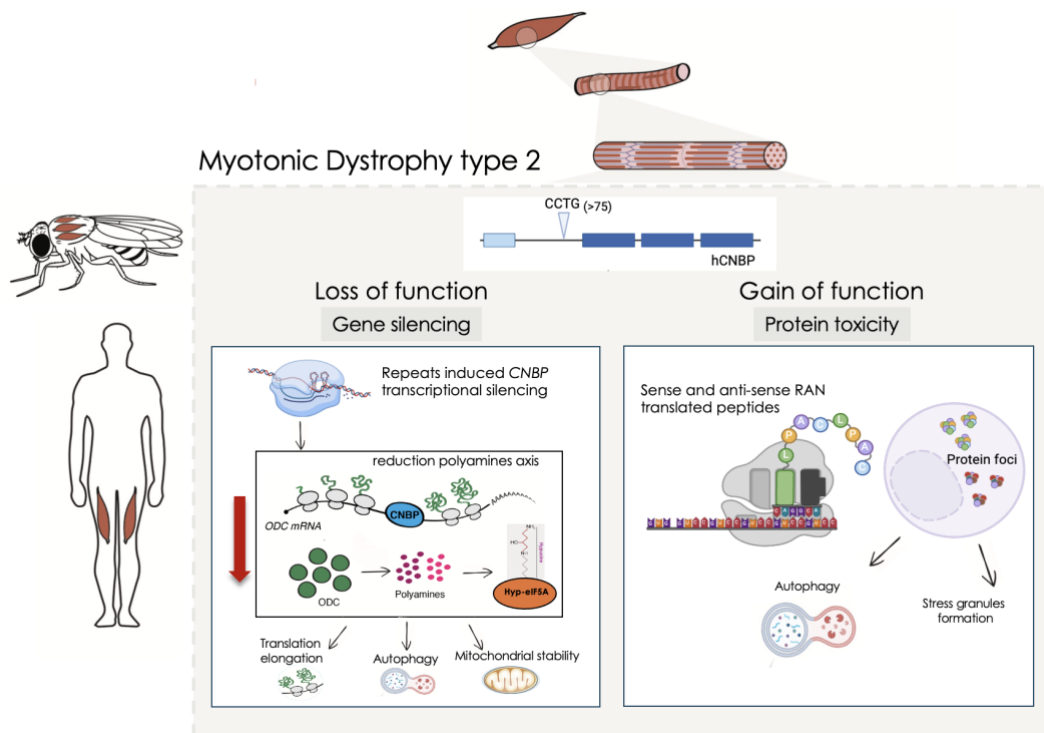 Myotonic Dystrophy type 2
CCTG (>75)
hCNBP
Loss of function
Gene silencing
Repeats induced CNBP
transcriptional silencing
reduction polyamines axis
CNBP
ODC mRNA
ODC
Polyamines
Hyp-eIF5A
Translation
elongation
Autophagy
Mitochondrial stability
Gain of function
Protein toxicity
Sense and anti-sense RAN
translated peptides
L
P
A
C
L
P
A
C
Protein foci
Autophagy
Stress granules
formation